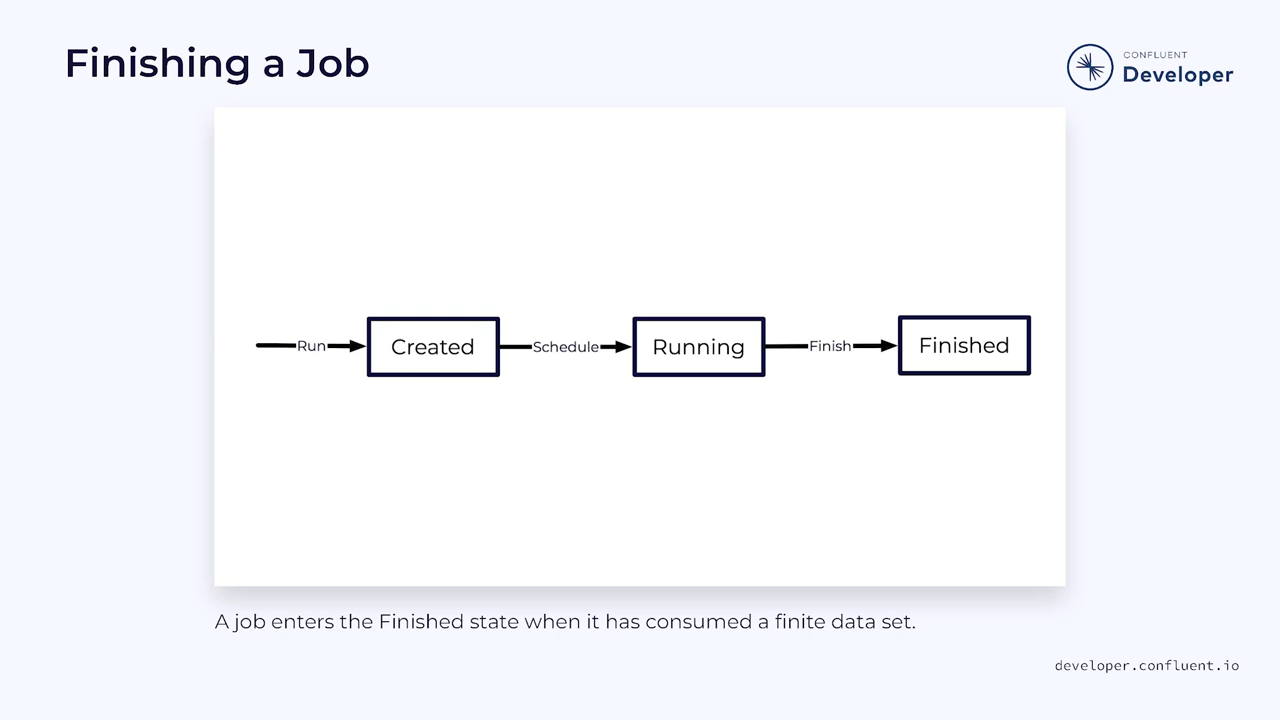 Finishing a Job
CONFLUENT
Developer
Run
Created
Schedule
Running
Finish
Finished
A job enters the Finished state when it has consumed a finite data set.
developer.confluent.io